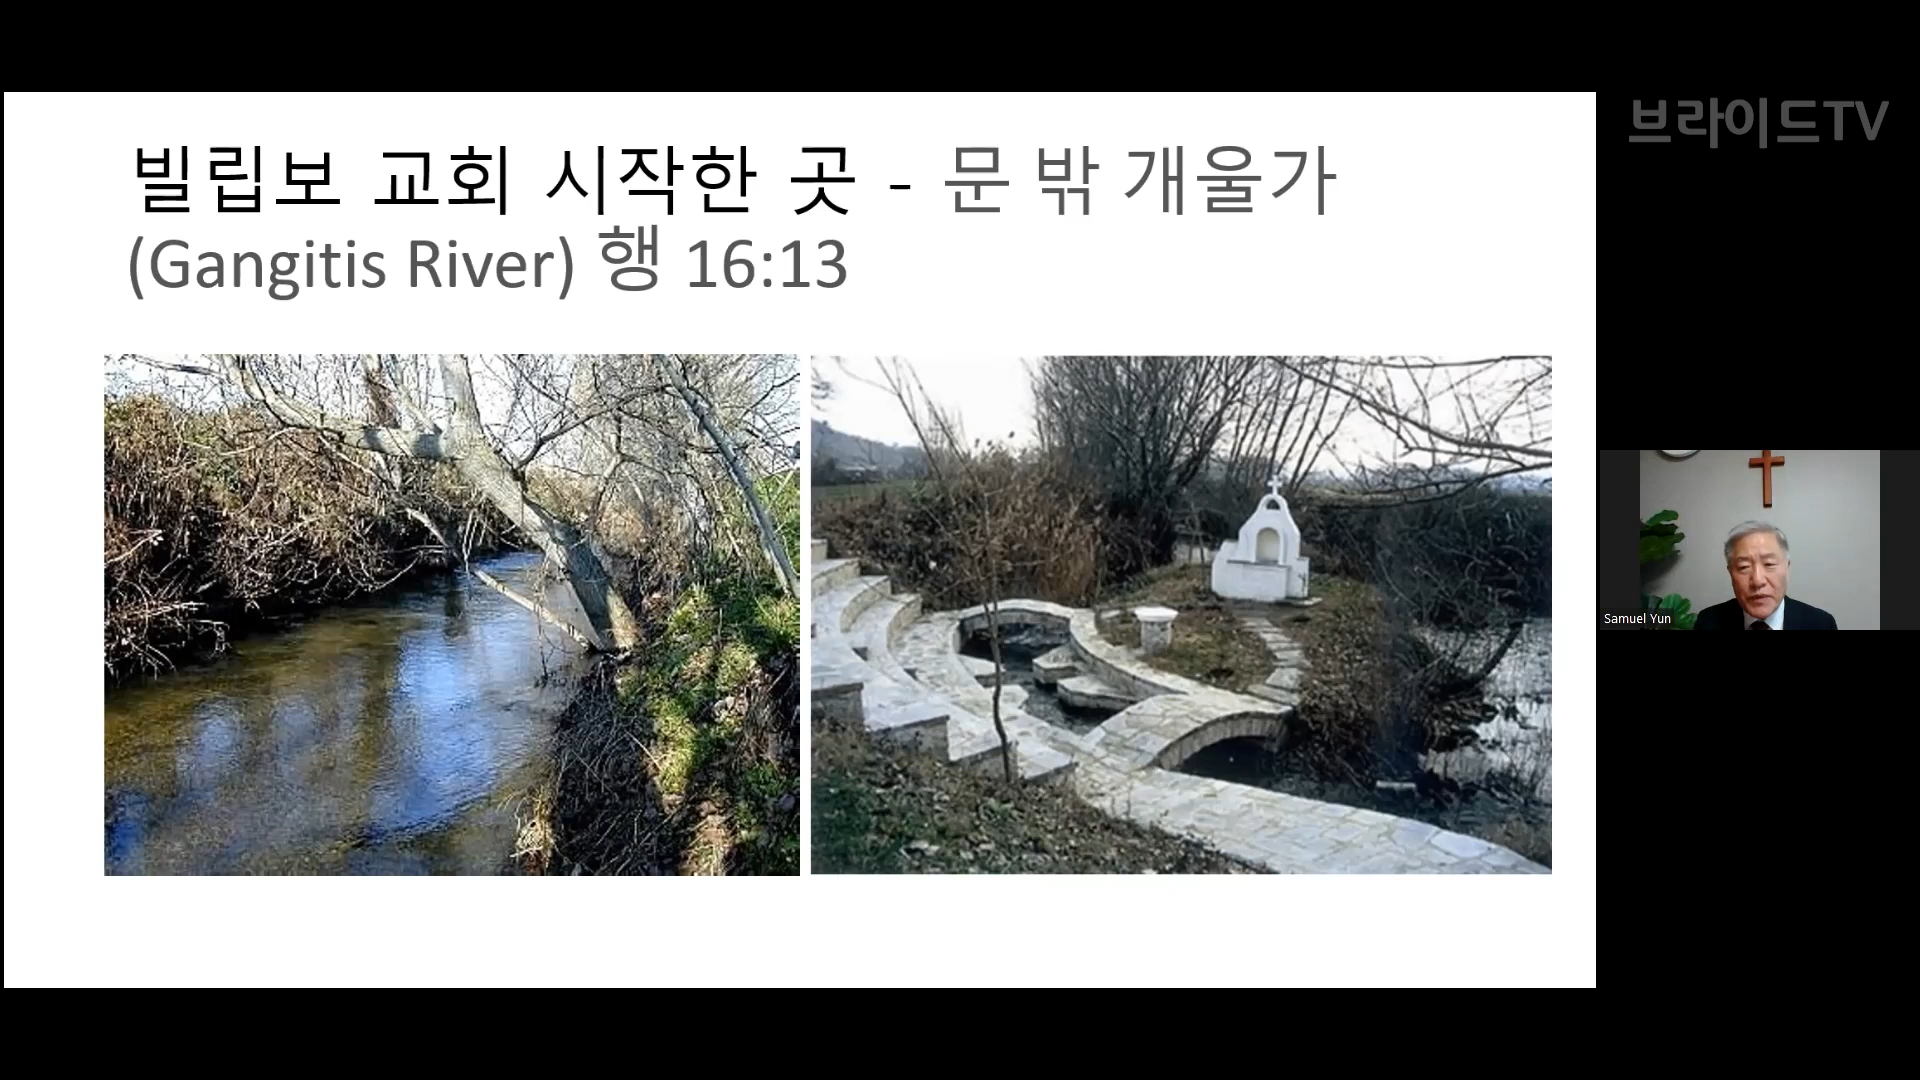 빌립보 교회 시작한 곳 - 문 밖 개울가
(Gangitis River) 행 16:13
브라이드TV
Samuel Yun